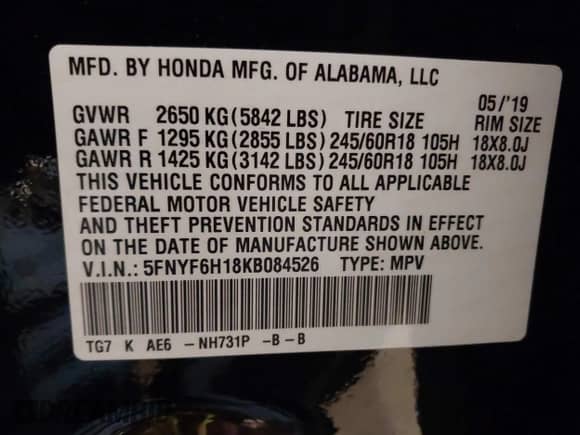 MFD. BY HONDA MFG. OF ALABAMA, LLC
05/'19
GVWR 2650 KG(5842 LBS) TIRE SIZE RIM SIZE
GAWR F 1295 KG(2855 LBS)245/60R18 105H 18X8.0J
GAWR R 1425 KG(3142 LBS)245/60R18 105H 18X8.0J
THIS VEHICLE CONFORMS TO ALL APPLICABLE
FEDERAL MOTOR VEHICLE SAFETY
AND THEFT PREVENTION STANDARDS IN EFFECT
ON THE DATE OF MANUFACTURE SHOWN ABOVE.
V.I.N.: 5FNYF6H18KB084526 TYPE: MPV
TG7 K AE6 -NH731P -B-B